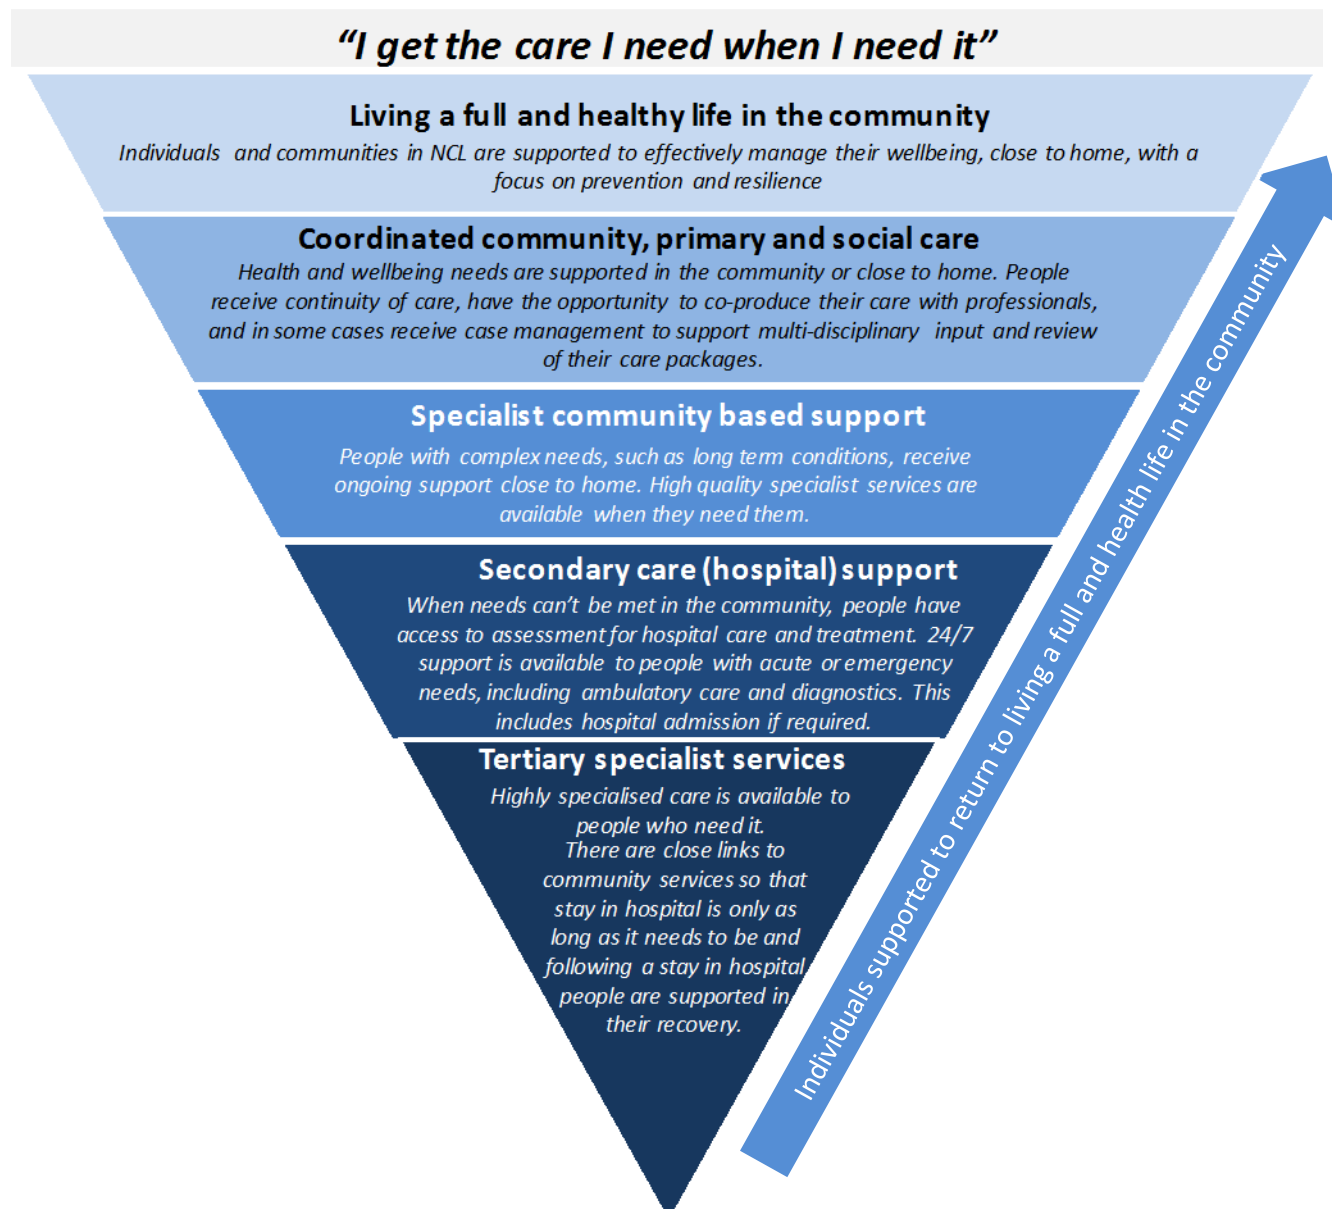 “I get the care I need when I need it”
Living a full and healthy life in the community
Individuals and communities in NCL are supported to effectively manage their wellbeing, close to home, with a
focus on prevention and resilience
Coordinated community, primary and social care
Health and wellbeing needs are supported in the community or close to home. People
receive continuity of care, have the opportunity to co-produce their care with professionals,
and in some cases receive case management to support multi-disciplinary input and review
of their care packages.
Specialist community based support
People with complex needs, such as long term conditions, receive
ongoing support close to home. High quality specialist services are
available when they need them.
Secondary care (hospital) support
When needs can’t be met in the community, people have
access to assessment for hospital care and treatment. 24/7
support is available to people with acute or emergency
needs, including ambulatory care and diagnostics. This
includes hospital admission if required.
Tertiary specialist services
Highly specialised care is available to
people who need it.
There are close links to
community services so that
stay in hospital is only as
long as it needs to be and
following a stay in hospital
people are supported in
their recovery.
Individuals supported to return to living a full and health life in the community